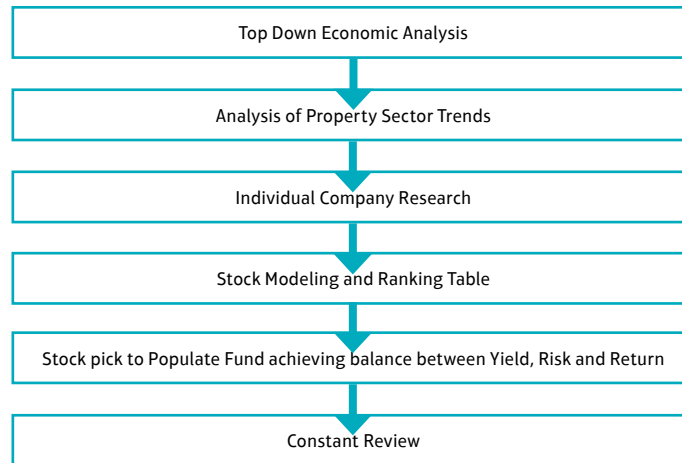 Top Down Economic Analysis
Analysis of Property Sector Trends
Individual Company Research
Stock Modeling and Ranking Table
Stock pick to Populate Fund achieving balance between Yield, Risk and Return
Constant Review